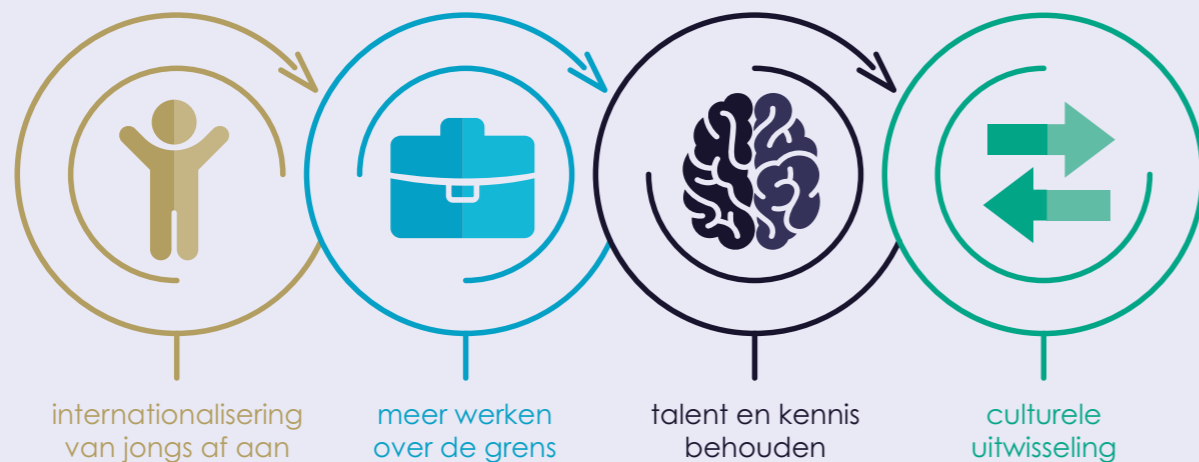 internationalisering
van jongs af aan
meer werken
over de grens
talent en kennis
behouden
culturele
uitwisseling